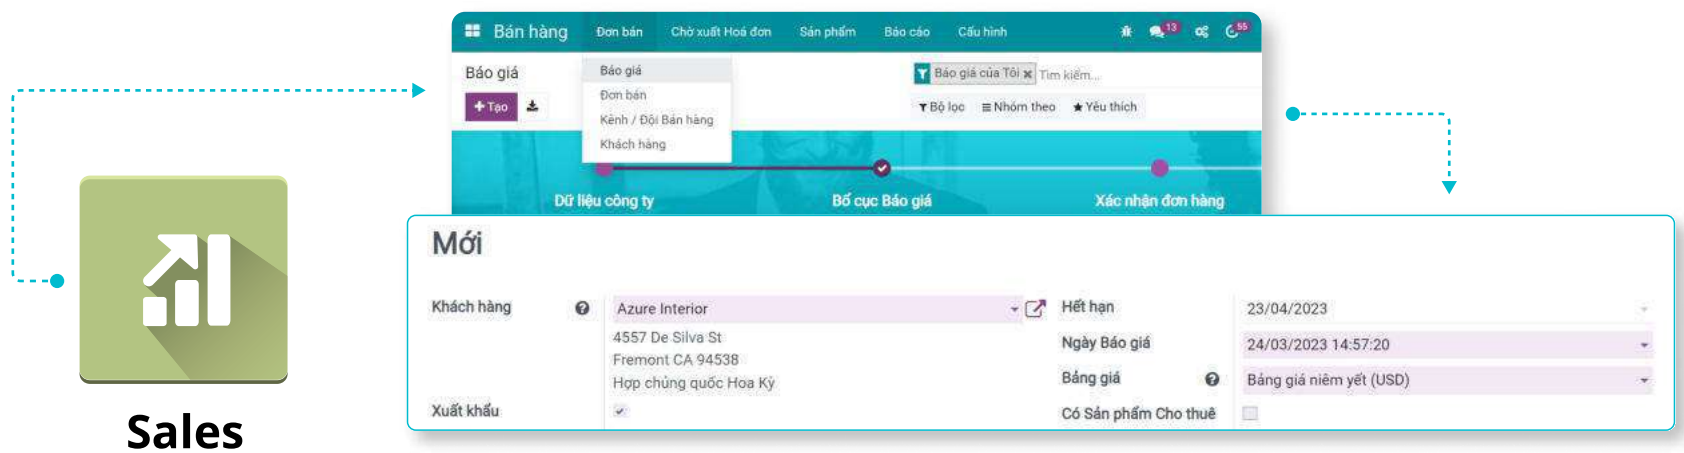 Bán hàng Đơn bán Chờ xuất Hoá đơn Sản phẩm Báo cáo Cấu hình 13 55
Báo giá
Báo giá
Báo giá của Tôi Tìm kiếm...
Tạo
Đơn bán
Kênh / Đội Bán hàng
Khách hàng
Bộ lọc Nhóm theo Yêu thích
Dữ liệu công ty Bố cục Báo giá Xác nhận đơn hàng
Mới
Khách hàng Azure Interior
4557 De Silva St
Fremont CA 94538
Hợp chủng quốc Hoa Kỳ
Xuất khẩu
Hết hạn 23/04/2023
Ngày Báo giá 24/03/2023 14:57:20
Bảng giá Bảng giá niêm yết (USD)
Có Sản phẩm Cho thuê
Sales